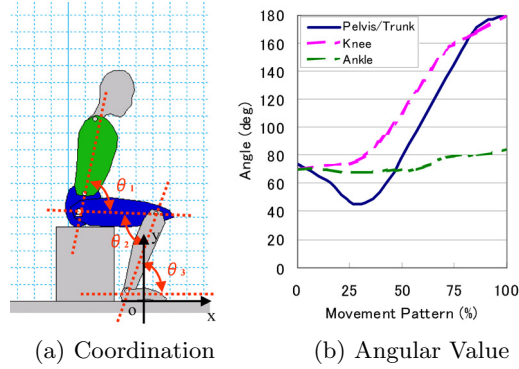 θ1
θ2
θ3
y
o
x
(a) Coordination
Pelvis/Trunk
Knee
Ankle
Angle (deg)
180
160
140
120
100
80
60
40
20
0
0
25
50
75
100
Movement Pattern (%)
(b) Angular Value